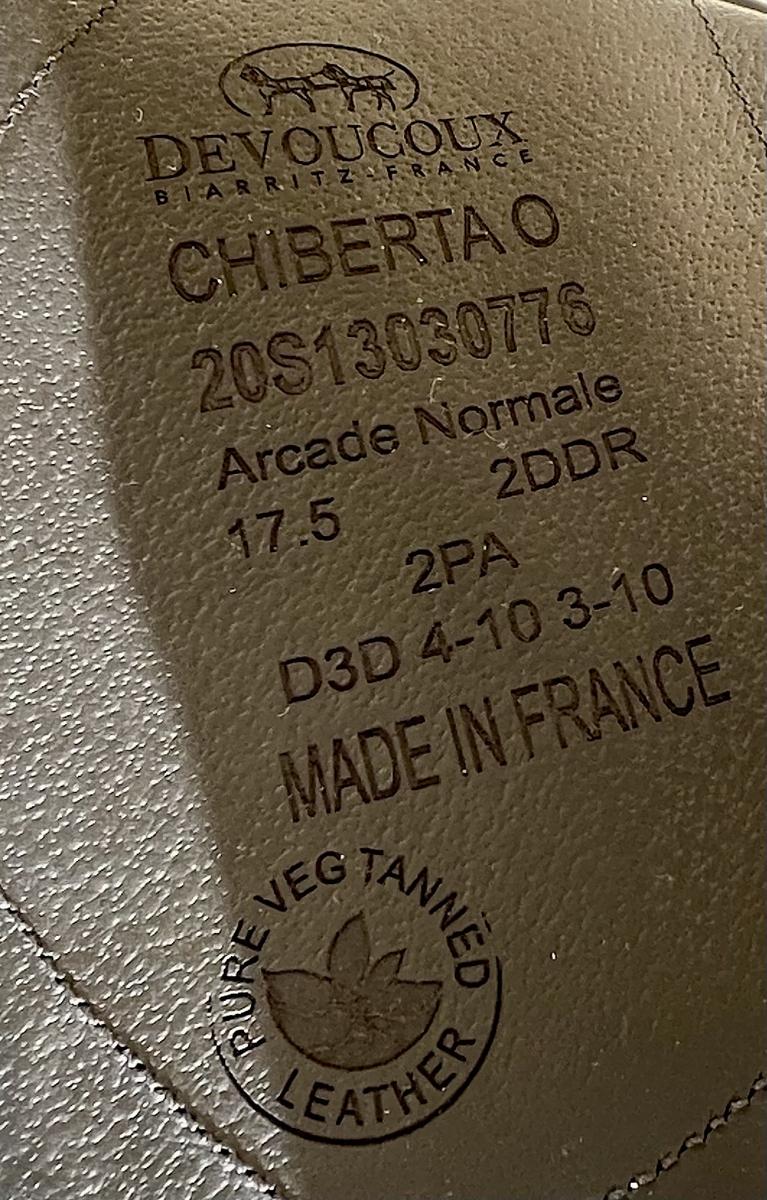 DEVOUCOUX
BIARRITZ-FRANCE
CHIBERTA O
20S13030776
Arcade Normale
17.5 2DDR
2PA
D3D 4-10 3-10
MADE IN FRANCE
PURE VEG TANNED
LEATHER